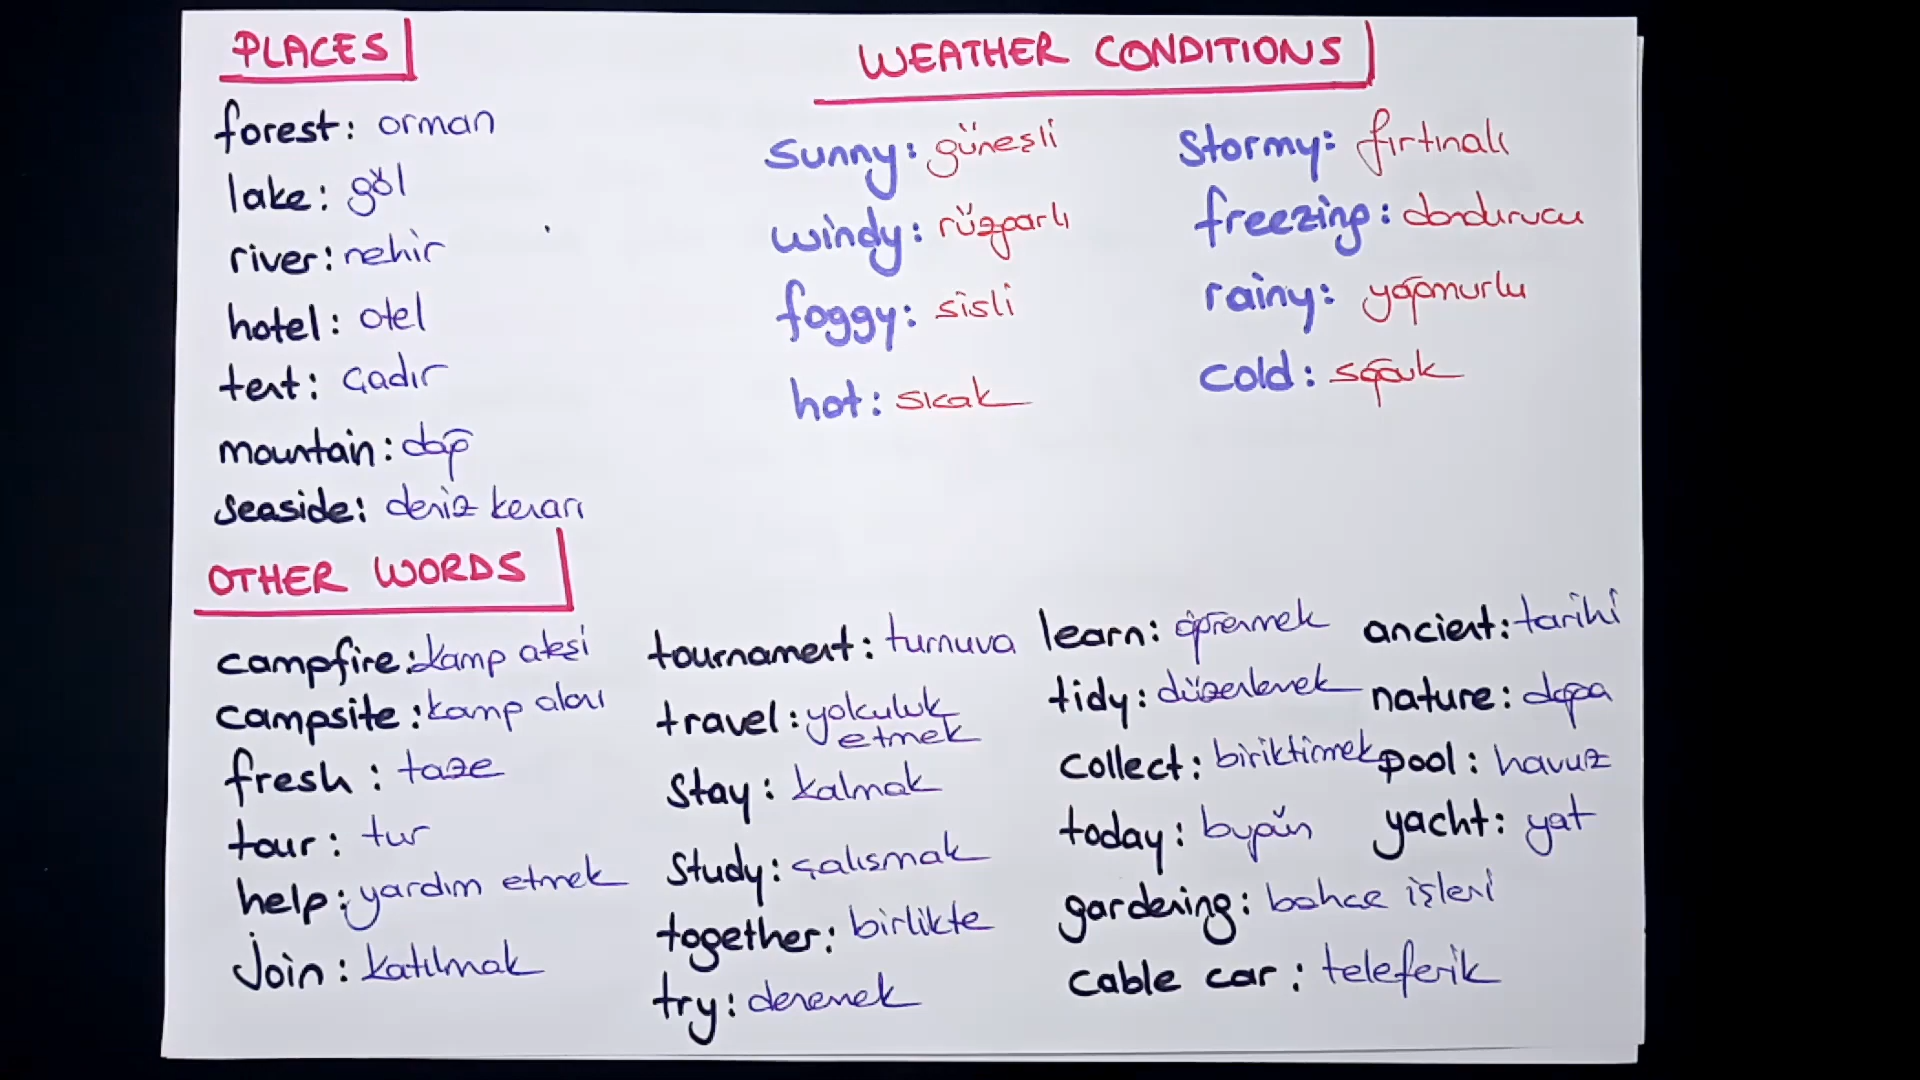 PLACES
forest: orman
lake: göl
river: nehir
hotel: otel
tent: çadır
mountain: dağ
seaside: deniz kenarı
WEATHER CONDITIONS
sunny: güneşli
windy: rüzgarlı
foggy: sisli
hot: sıcak
stormy: fırtınalı
freezing: dondurucu
rainy: yağmurlu
cold: soğuk
OTHER WORDS
campfire: kamp ateşi
campsite: kamp alanı
fresh: taze
tour: tur
help: yardım etmek
Join: katılmak
tournament: turnuva
travel: yolculuk
etmek
stay: kalmak
study: çalışmak
together: birlikte
try: denemek
learn: öğrenmek
tidy: düzenlemek
collect: biriktirmek
today: bugün
gardening: bahçe işleri
cable car: teleferik
ancient: tarihi
nature: doğa
pool: havuz
yacht: yat